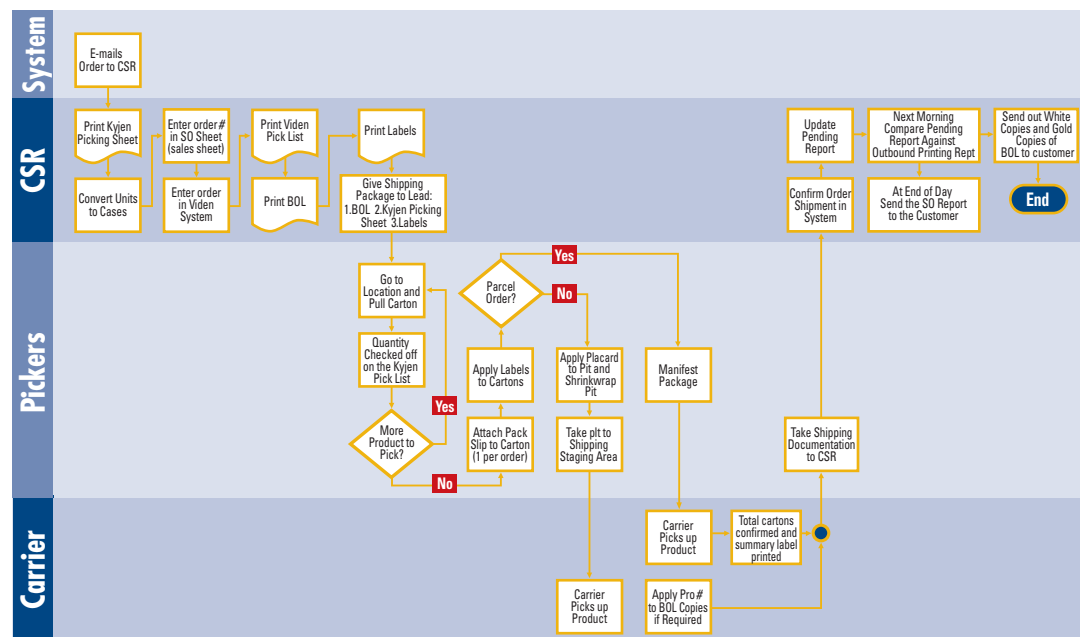 System
E-mails
Order to CSR
CSR
Print Kyjen
Picking Sheet
Enter order#
in SO Sheet
(sales sheet)
Print Viden
Pick List
Print Labels
Update
Pending
Report
Next Morning
Compare Pending
Report Against
Outbound Printing Rept
Send out White
Copies and Gold
Copies of
BOL to customer
Convert Units
to Cases
Enter order
in Viden
System
Print BOL
Give Shipping
Package to Lead:
1.BOL 2.Kyjen Picking
Sheet 3.Labels
Confirm Order
Shipment in
System
At End of Day
Send the SO Report
to the Customer
End
Pickers
Go to
Location and
Pull Carton
Parcel
Order?
Yes
No
Quantity
Checked off
on the Kyjen
Pick List
Apply Labels
to Cartons
Apply Placard
to Pit and
Shrinkwrap
Pit
Manifest
Package
Yes
More
Product to
Pick?
Attach Pack
Slip to Carton
(1 per order)
Take plt to
Shipping
Staging Area
Take Shipping
Documentation
to CSR
No
Carrier
Carrier
Picks up
Product
Total cartons
confirmed and
summary label
printed
Carrier
Picks up
Product
Apply Pro#
to BOL Copies
if Required